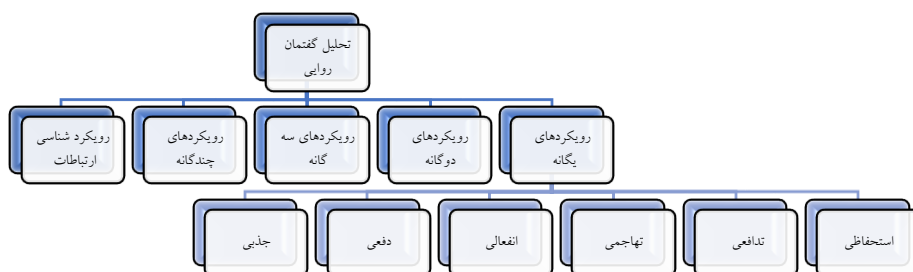 تحلیل گفتمان
روایی
رویکردهای
یگانه
رویکردهای
دوگانه
رویکردهای سه
گانه
رویکردهای
چندگانه
رویکرد شناسی
ارتباطات
استحفاظی
تدافعی
تهاجمی
انفعالی
دفعی
جذبی